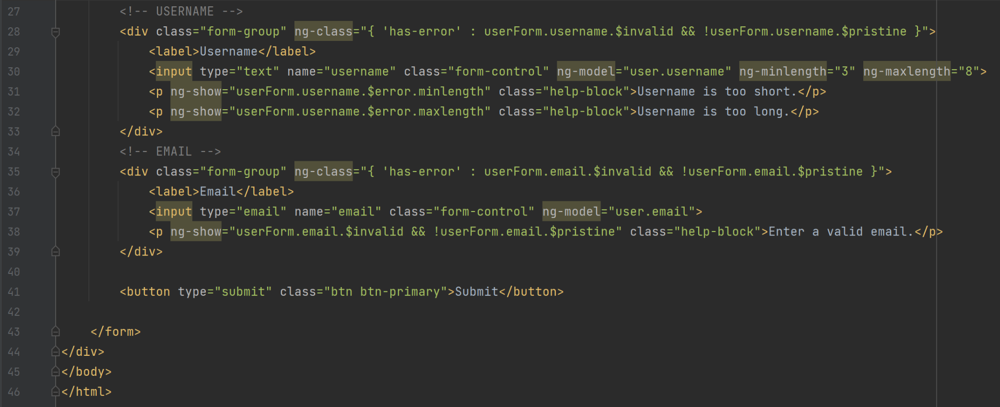 27 <!-- USERNAME -->
28 <div class="form-group" ng-class="{ 'has-error' : userForm.username.$invalid && !userForm.username.$pristine }">
29 <label>Username</label>
30 <input type="text" name="username" class="form-control" ng-model="user.username" ng-minlength="3" ng-maxlength="8">
31 <p ng-show="userForm.username.$error.minlength" class="help-block">Username is too short.</p>
32 <p ng-show="userForm.username.$error.maxlength" class="help-block">Username is too long.</p>
33 </div>
34 <!-- EMAIL -->
35 <div class="form-group" ng-class="{ 'has-error' : userForm.email.$invalid && !userForm.email.$pristine }">
36 <label>Email</label>
37 <input type="email" name="email" class="form-control" ng-model="user.email">
38 <p ng-show="userForm.email.$invalid && !userForm.email.$pristine" class="help-block">Enter a valid email.</p>
39 </div>
40
41 <button type="submit" class="btn btn-primary">Submit</button>
42
43 </form>
44 </div>
45 </body>
46 </html>